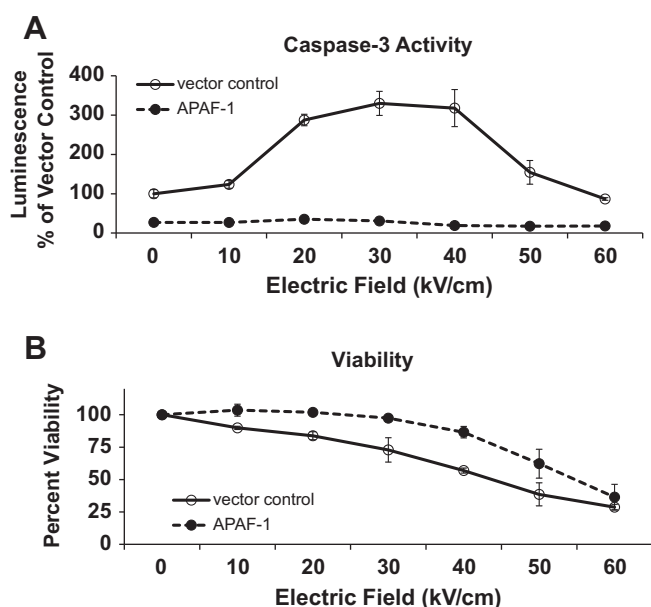 A
Caspase-3 Activity
Luminescence
% of Vector Control
400
300
200
100
0
vector control
APAF-1
0 10 20 30 40 50 60
Electric Field (kV/cm)
B
Viability
Percent Viability
100
75
50
25
0
vector control
APAF-1
0 10 20 30 40 50 60
Electric Field (kV/cm)